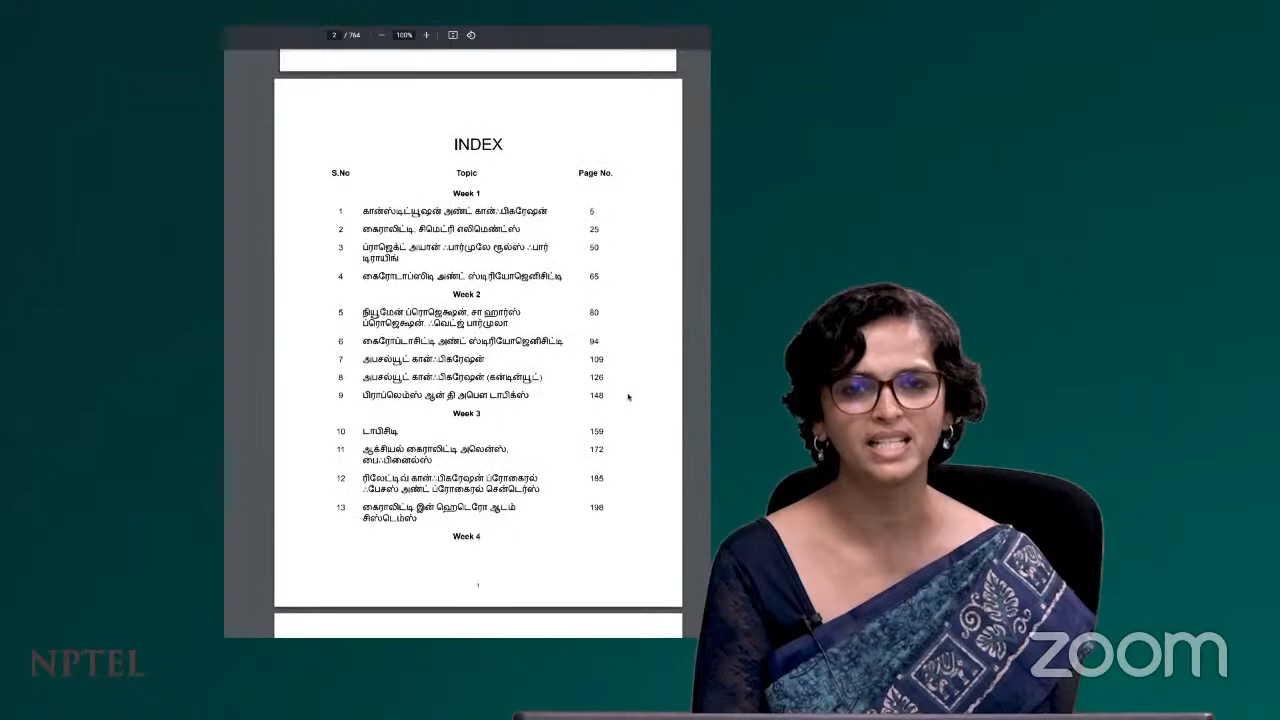 2 / 764 − 100% +
INDEX
S.No Topic Page No.
Week 1
1 கான்ஸ்டிட்யூஷன் அண்ட் கான்ஃபிகரேஷன் 5
2 கைராலிட்டி, சிமெட்ரி எலிமெண்ட்ஸ் 25
3 ப்ராஜெக்ட் அயான் ஃபார்முலே ரூல்ஸ் ஃபார் 50
டிராயிங்
4 கைரோடாப்ஸிடி அண்ட் ஸ்டிரியோஜெனிசிட்டி 65
Week 2
5 நியூமேன் ப்ரொஜெக்ஷன், சா ஹார்ஸ் 80
ப்ரொஜெக்ஷன், ஃவெட்ஜ் பார்முலா
6 கைரோப்டாசிட்டி அண்ட் ஸ்டிரியோஜெனிசிட்டி 94
7 அபசல்யூட் கான்ஃபிகரேஷன் 109
8 அபசல்யூட் கான்ஃபிகரேஷன் (கன்டின்யூட்) 126
9 பிராப்லெம்ஸ் ஆன் தி அபௌ டாபிக்ஸ் 148
Week 3
10 டாபிசிடி 159
11 ஆக்சியல் கைராலிட்டி அலென்ஸ், 172
பைஃபினைல்ஸ்
12 ரிலேட்டிவ் கான்ஃபிகரேஷன் ப்ரோகைரல் 185
ஃபேசஸ் அண்ட் ப்ரோகைரல் சென்டெர்ஸ்
13 கைராலிட்டி இன் ஹெடெரோ ஆடம் 198
சிஸ்டெம்ஸ்
Week 4
1
NPTEL
zoom